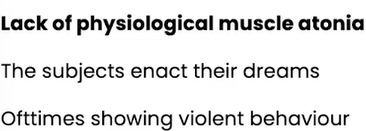 Lack of physiological muscle atonia
The subjects enact their dreams
Ofttimes showing violent behaviour